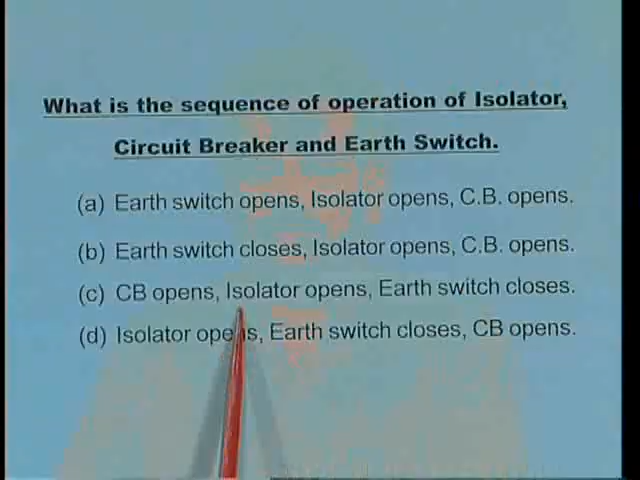 What is the sequence of operation of Isolator,
Circuit Breaker and Earth Switch.
(a) Earth switch opens, Isolator opens, C.B. opens.
(b) Earth switch closes, Isolator opens, C.B. opens.
(c) CB opens, Isolator opens, Earth switch closes.
(d) Isolator opens, Earth switch closes, CB opens.